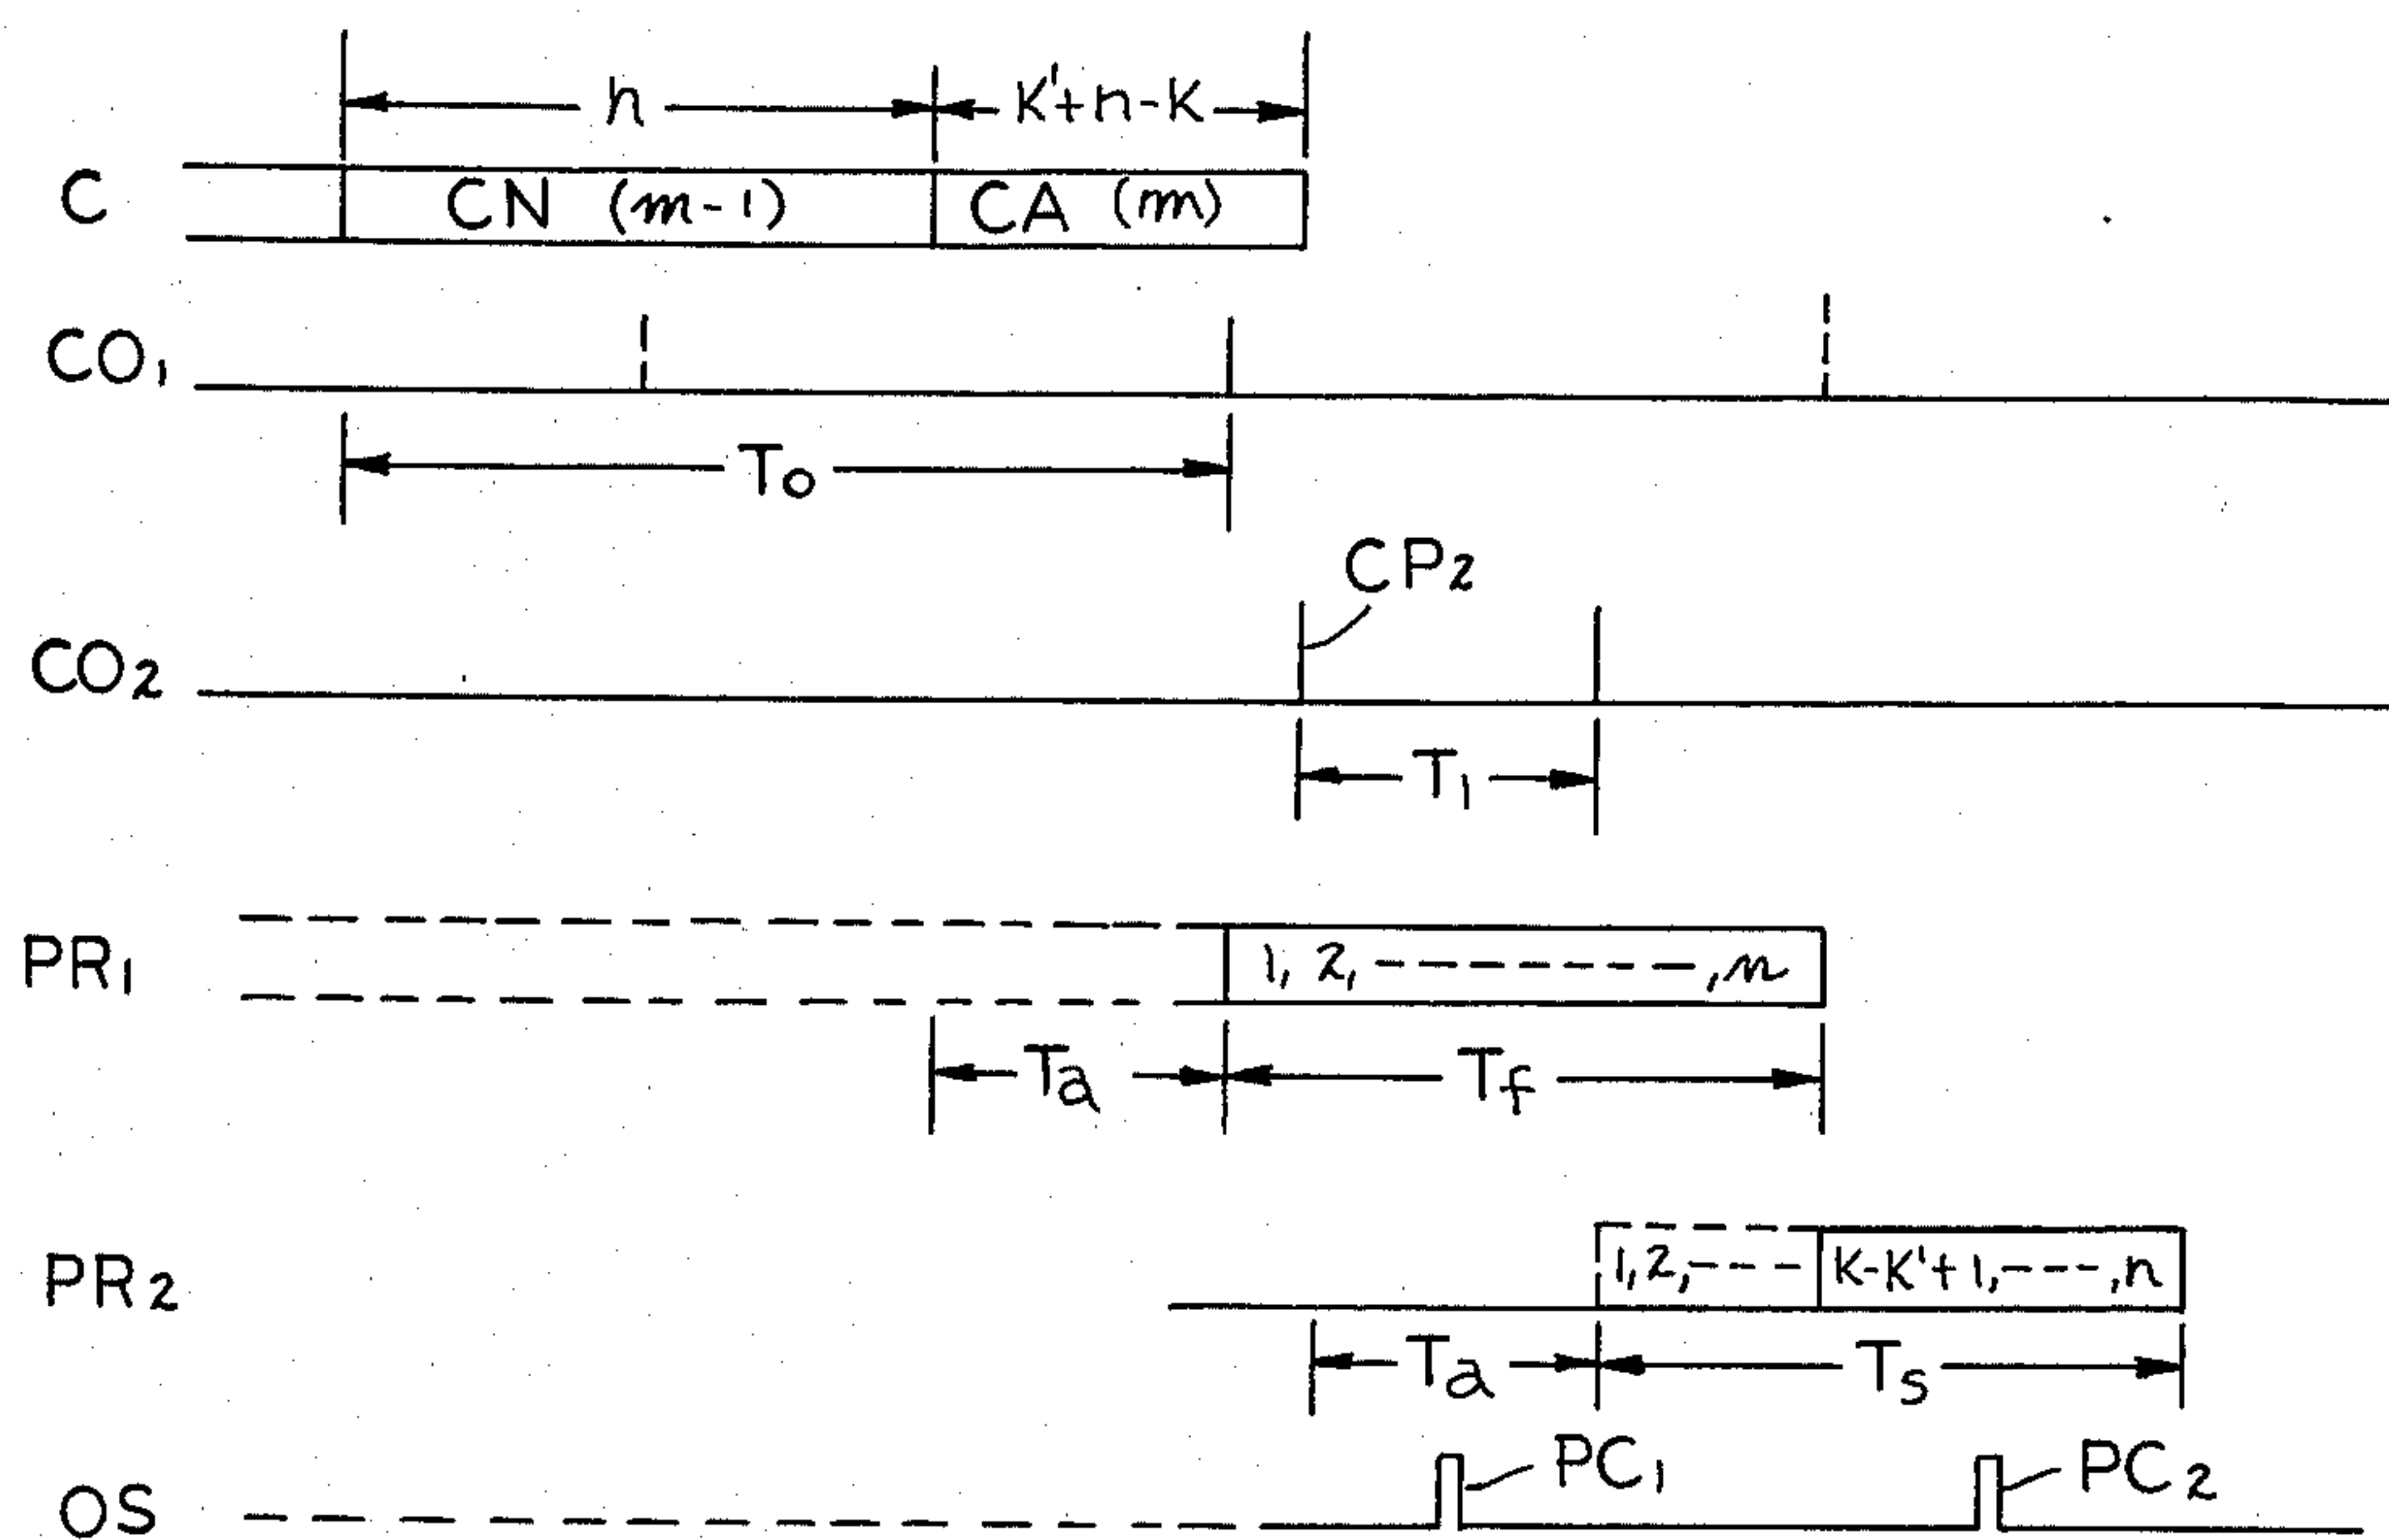 n K'+n-K
C CN (m-1) CA (m)
CO1
To
CP2
CO2
T1
PR1 1, 2, --------, n
Ta Tf
PR2 1,2,---- K-K'+1,---,n
Ta Ts
OS PC1 PC2